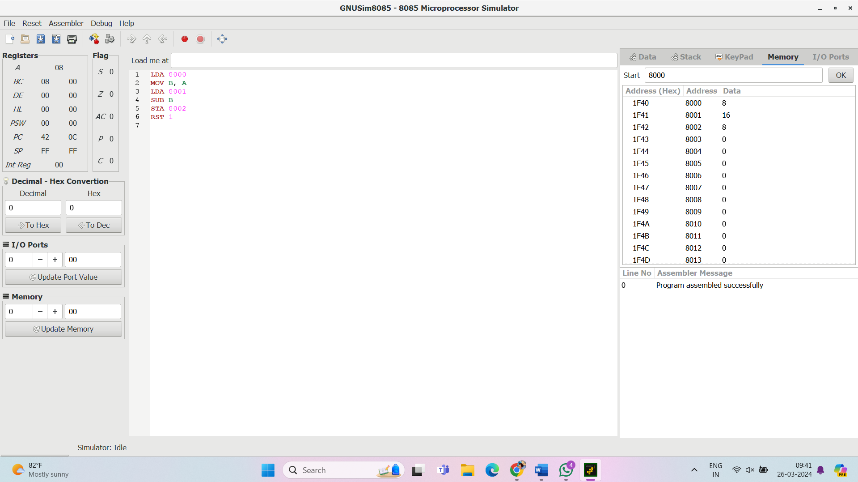 GNUSim8085 - 8085 Microprocessor Simulator
File Reset Assembler Debug Help
Registers
A 08
BC 08 00
DE 00 00
HL 00 00
PSW 00 00
PC 42 0C
SP FF FF
Int Reg 00
Flag
S 0
Z 0
AC 0
P 0
C 0
Decimal - Hex Convertion
Decimal Hex
0 0
To Hex To Dec
I/O Ports
0 − + 00
Update Port Value
Memory
0 − + 00
Update Memory
Load me at
1 LDA 8000
2 MOV B, A
3 LDA 8001
4 SUB B
5 STA 8002
6 RST 1
7
Data Stack KeyPad Memory I/O Ports
Start 8000 OK
Address (Hex) Address Data
1F40 8000 8
1F41 8001 16
1F42 8002 8
1F43 8003 0
1F44 8004 0
1F45 8005 0
1F46 8006 0
1F47 8007 0
1F48 8008 0
1F49 8009 0
1F4A 8010 0
1F4B 8011 0
1F4C 8012 0
1F4D 8013 0
Line No Assembler Message
0 Program assembled successfully
Simulator: Idle
82°F
Mostly sunny
Search
ENG
IN
09:41
26-03-2024